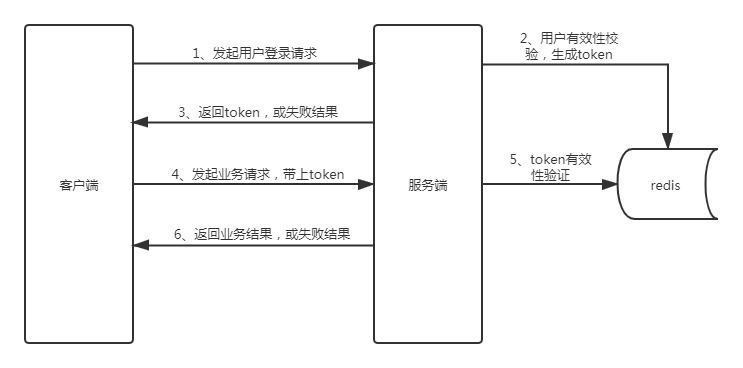 1、发起用户登录请求
2、用户有效性校
验，生成token
3、返回token，或失败结果
4、发起业务请求，带上token
5、token有效
性验证
6、返回业务结果，或失败结果
客户端
服务端
redis